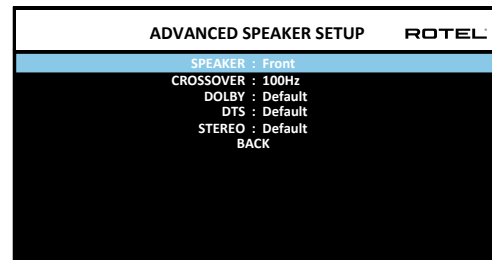 ADVANCED SPEAKER SETUP ROTEL
SPEAKER : Front
CROSSOVER : 100Hz
DOLBY : Default
DTS : Default
STEREO : Default
BACK